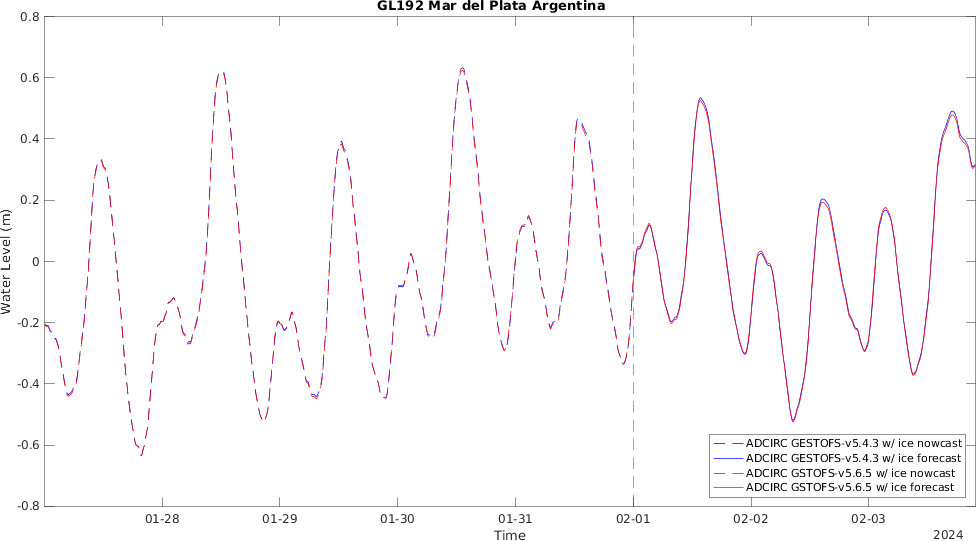 GL192 Mar del Plata Argentina
0.8
0.6
0.4
0.2
0
-0.2
-0.4
-0.6
-0.8
Water Level (m)
01-28 01-29 01-30 01-31 02-01 02-02 02-03
Time
2024
ADCIRC GESTOFS-v5.4.3 w/ ice nowcast
ADCIRC GESTOFS-v5.4.3 w/ ice forecast
ADCIRC GSTOFS-v5.6.5 w/ ice nowcast
ADCIRC GSTOFS-v5.6.5 w/ ice forecast